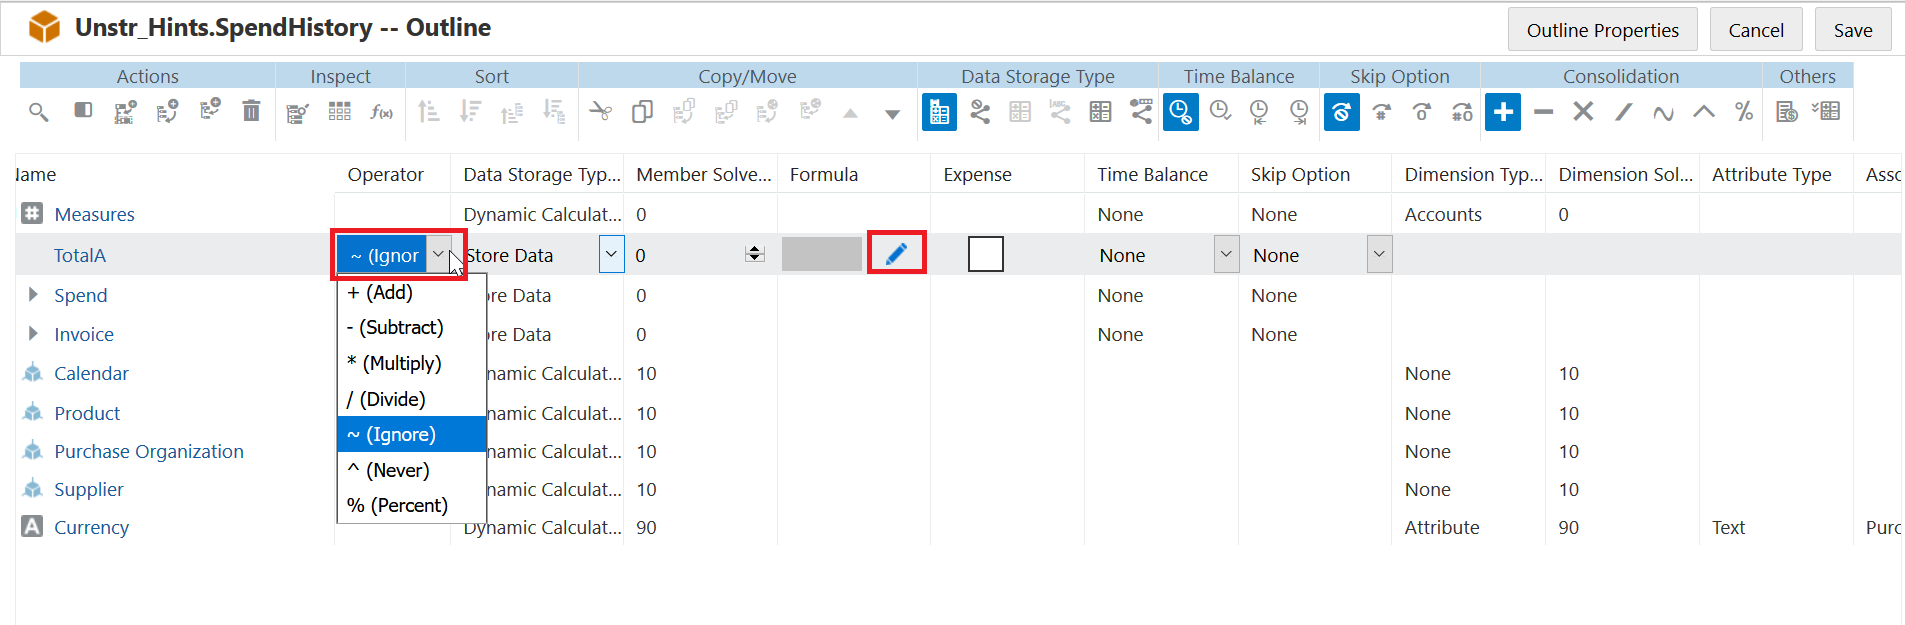 Unstr_Hints.SpendHistory -- Outline
Outline Properties Cancel Save
Actions Inspect Sort Copy/Move Data Storage Type Time Balance Skip Option Consolidation Others
f(x) # 0 #0 %
Name Operator Data Storage Typ... Member Solve... Formula Expense Time Balance Skip Option Dimension Typ... Dimension Sol... Attribute Type Asso
# Measures Dynamic Calculat... 0 None None Accounts 0
TotalA ~ (Ignor Store Data 0 None None
+ (Add)
Spend ore Data 0 None None
- (Subtract)
Invoice ore Data 0 None None
* (Multiply)
Calendar namic Calculat... 10 None 10
/ (Divide)
Product namic Calculat... 10 None 10
~ (Ignore)
Purchase Organization namic Calculat... 10 None 10
^ (Never)
Supplier namic Calculat... 10 None 10
% (Percent)
A Currency Dynamic Calculat... 90 Attribute 90 Text Purc